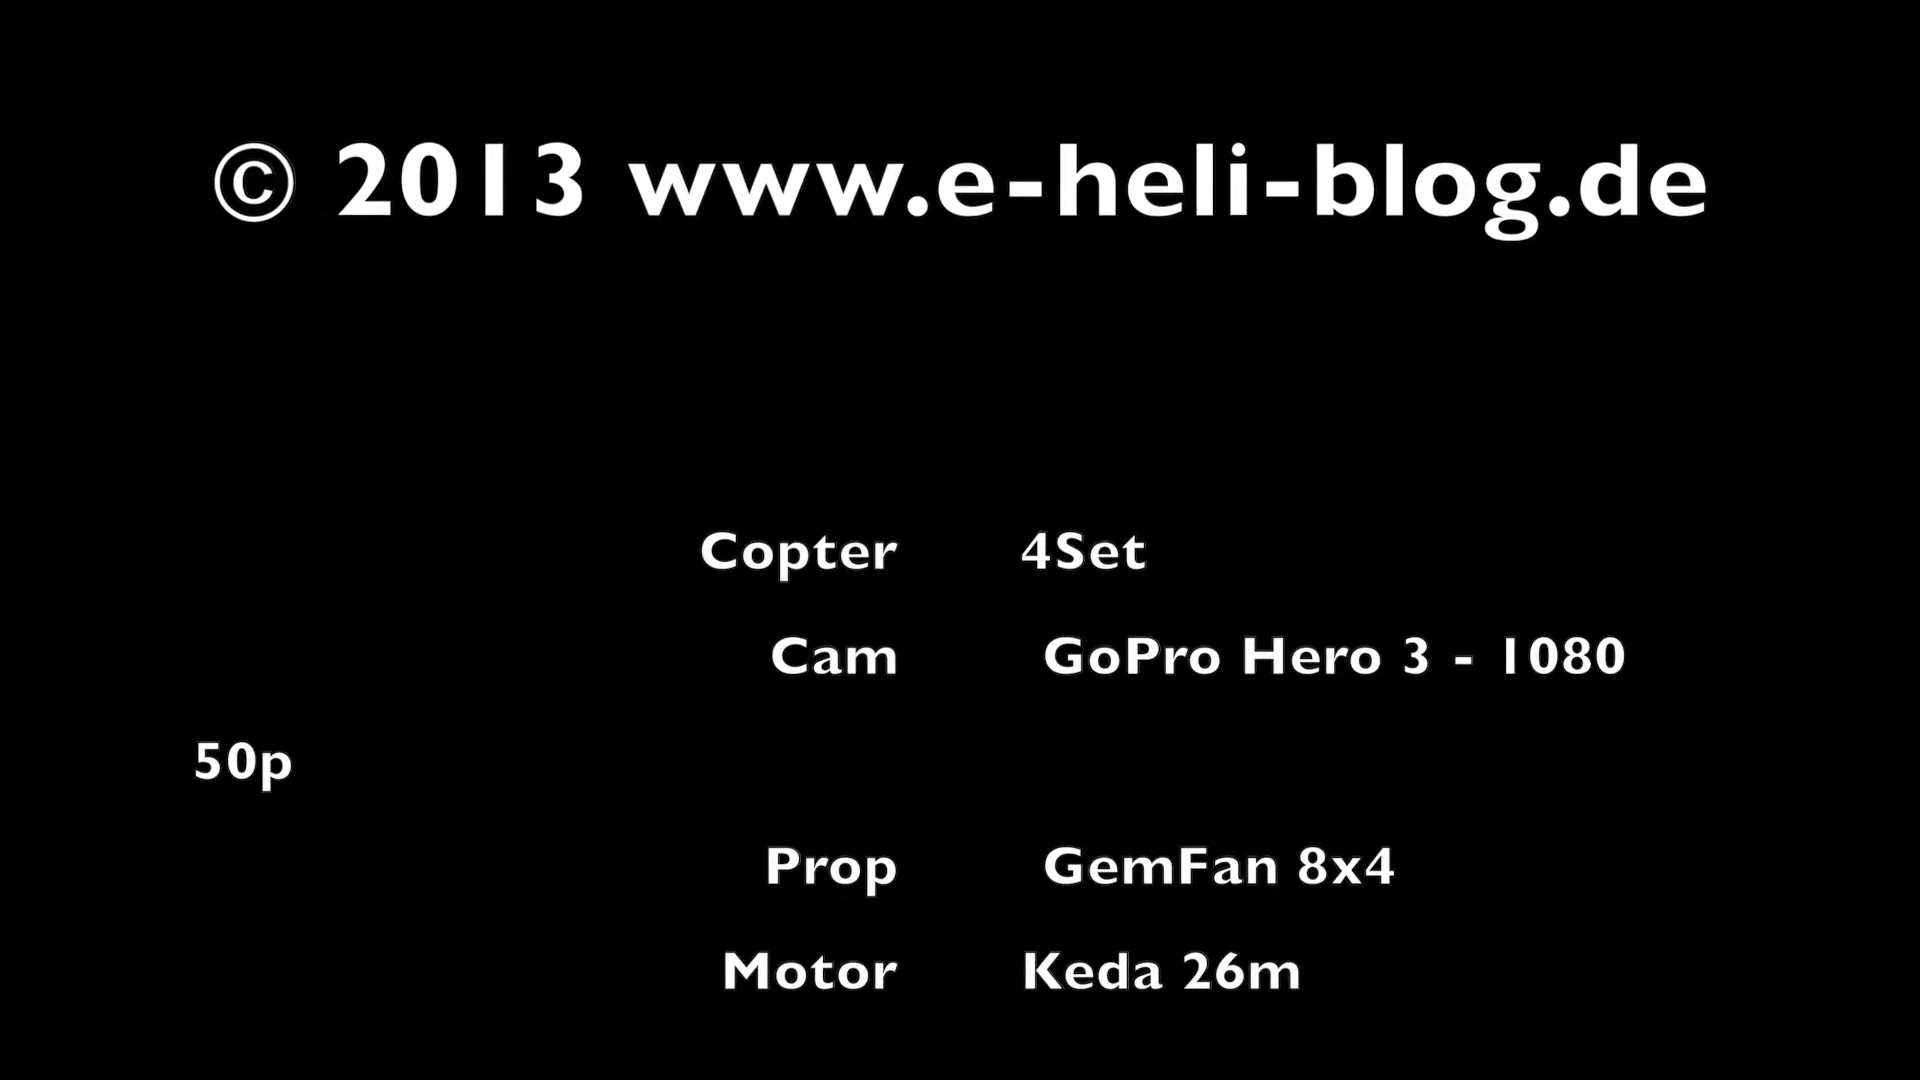 © 2013 www.e-heli-blog.de
Copter 4Set
Cam GoPro Hero 3 - 1080
50p
Prop GemFan 8x4
Motor Keda 26m